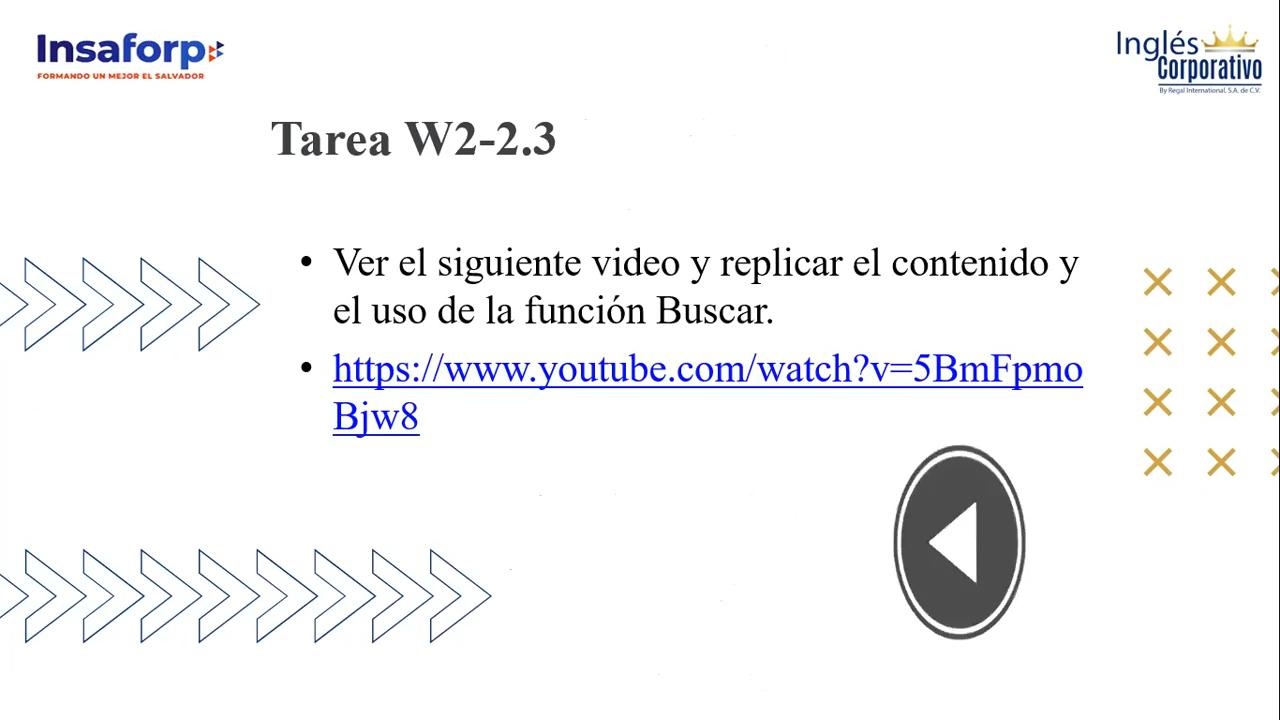 Insaforp
FORMANDO UN MEJOR EL SALVADOR
Inglés
Corporativo
By Regal International, S.A. de C.V.
Tarea W2-2.3
• Ver el siguiente video y replicar el contenido y
el uso de la función Buscar.
• https://www.youtube.com/watch?v=5BmFpmo
Bjw8